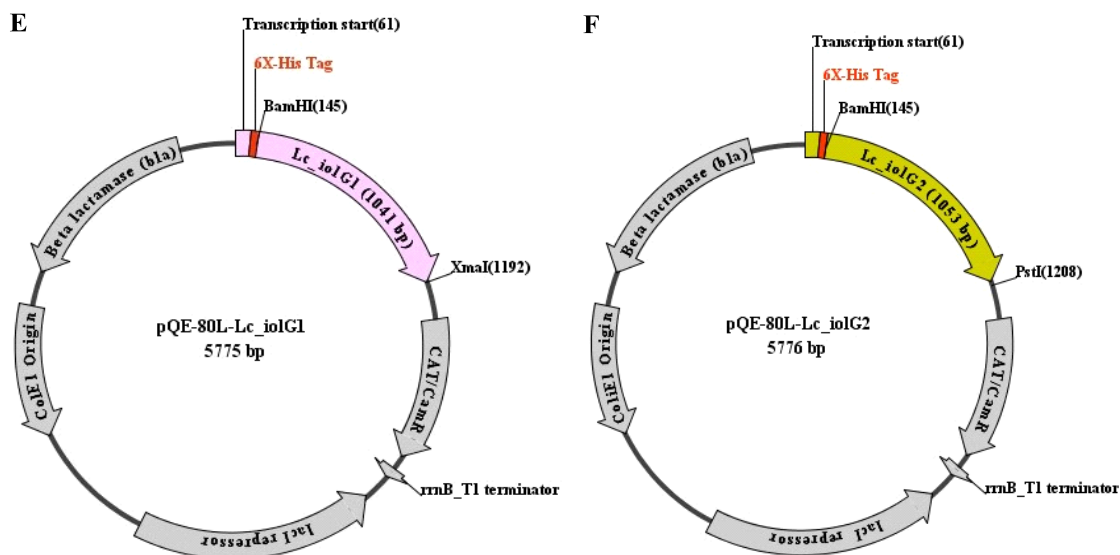 E
Transcription start(61)
6X-His Tag
BamHI(145)
Lc_iolG1 (1041 bp)
XmaI(1192)
CAT/CamR
rrnB_T1 terminator
lacI repressor
ColE1 Origin
Beta lactamase (bla)
pQE-80L-Lc_iolG1
5775 bp
F
Transcription start(61)
6X-His Tag
BamHI(145)
Lc_iolG2 (1053 bp)
PstI(1208)
CAT/CamR
rrnB_T1 terminator
lacI repressor
ColE1 Origin
Beta lactamase (bla)
pQE-80L-Lc_iolG2
5776 bp